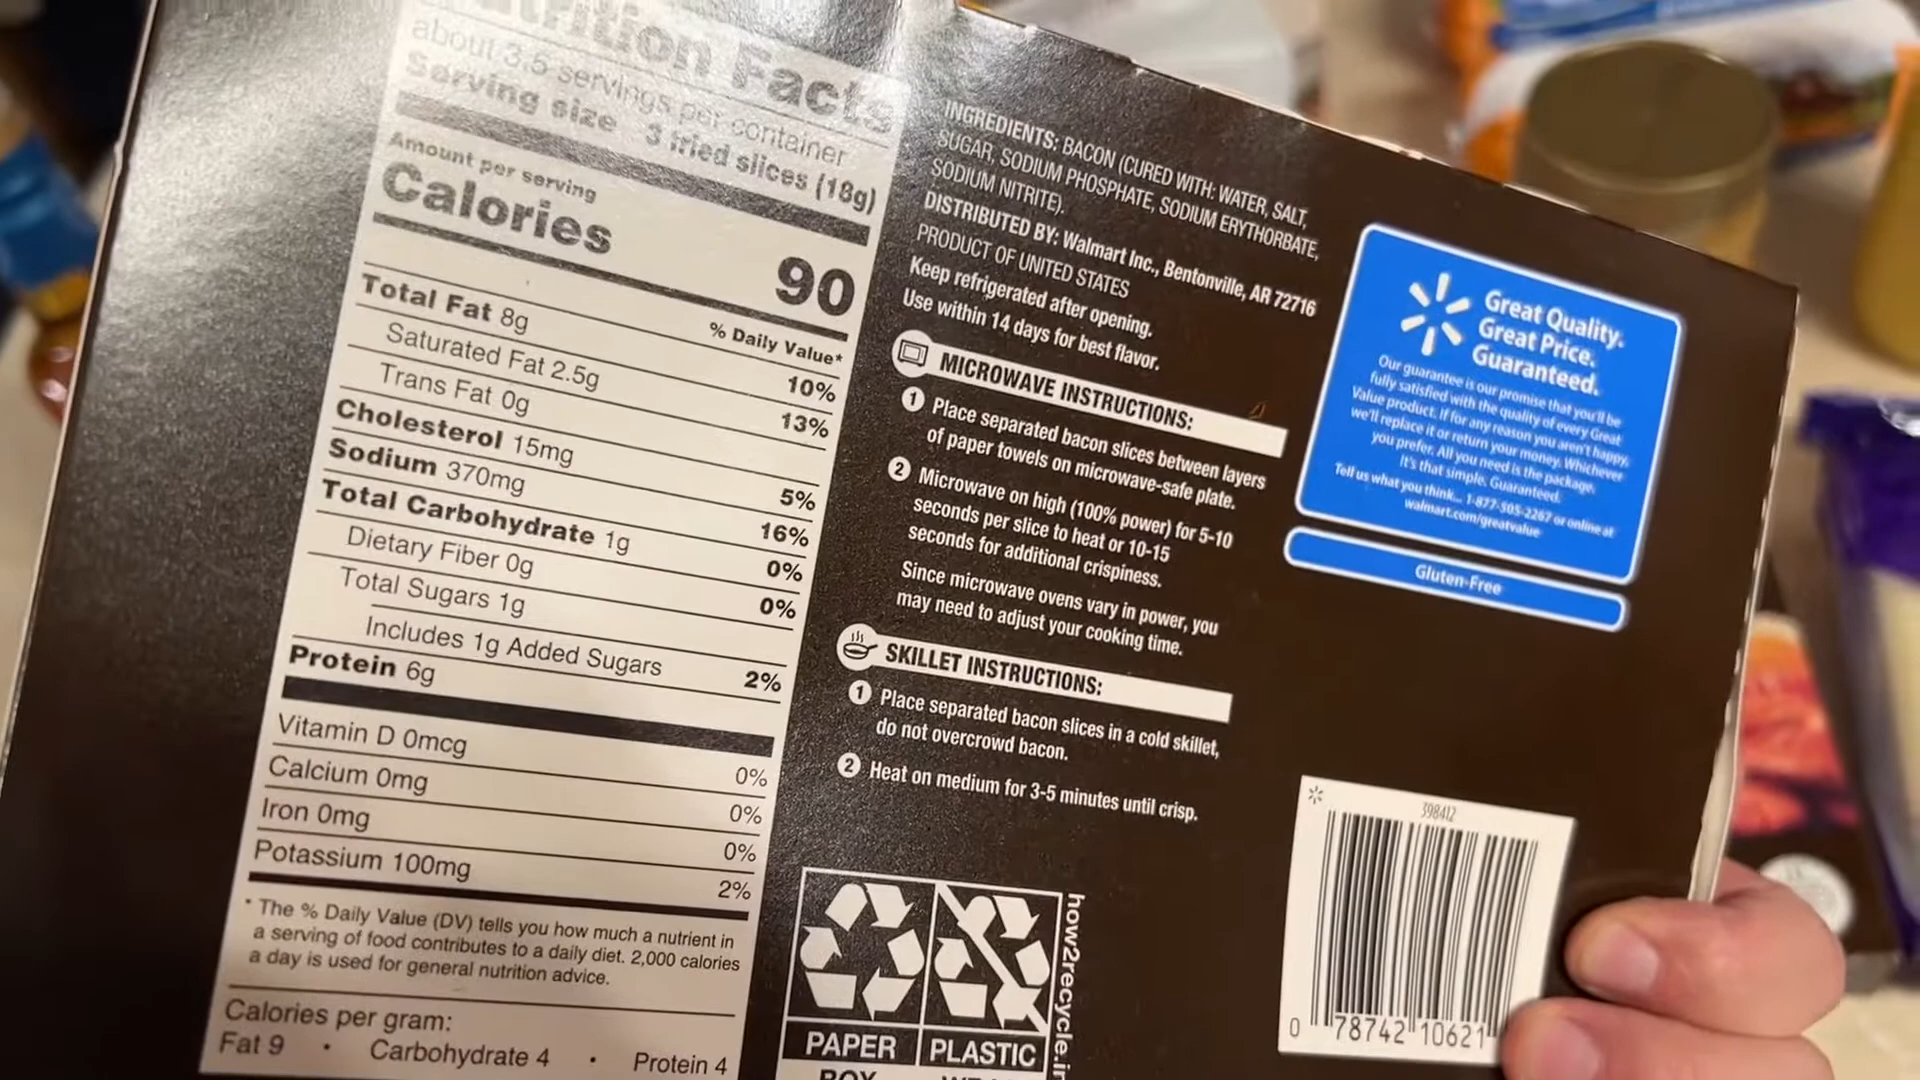 Nutrition Facts
about 3.5 servings per container
Serving size 3 fried slices (18g)
Amount per serving
Calories 90
% Daily Value*
Total Fat 8g 10%
Saturated Fat 2.5g 13%
Trans Fat 0g
Cholesterol 15mg 5%
Sodium 370mg 16%
Total Carbohydrate 1g 0%
Dietary Fiber 0g 0%
Total Sugars 1g
Includes 1g Added Sugars 2%
Protein 6g
Vitamin D 0mcg 0%
Calcium 0mg 0%
Iron 0mg 0%
Potassium 100mg 2%
* The % Daily Value (DV) tells you how much a nutrient in
a serving of food contributes to a daily diet. 2,000 calories
a day is used for general nutrition advice.
Calories per gram:
Fat 9 • Carbohydrate 4 • Protein 4
INGREDIENTS: BACON (CURED WITH: WATER, SALT,
SUGAR, SODIUM PHOSPHATE, SODIUM ERYTHORBATE,
SODIUM NITRITE).
DISTRIBUTED BY: Walmart Inc., Bentonville, AR 72716
PRODUCT OF UNITED STATES
Keep refrigerated after opening.
Use within 14 days for best flavor.
MICROWAVE INSTRUCTIONS:
1 Place separated bacon slices between layers
of paper towels on microwave-safe plate.
2 Microwave on high (100% power) for 5-10
seconds per slice to heat or 10-15
seconds for additional crispiness.
Since microwave ovens vary in power, you
may need to adjust your cooking time.
SKILLET INSTRUCTIONS:
1 Place separated bacon slices in a cold skillet,
do not overcrowd bacon.
2 Heat on medium for 3-5 minutes until crisp.
PAPER PLASTIC
BOX
how2recycle.in
Great Quality.
Great Price.
Guaranteed.
Our guarantee is our promise that you'll be
fully satisfied with the quality of every Great
Value product. If for any reason you aren't happy,
we'll replace it or return your money. Whichever
you prefer. All you need is the package.
It's that simple. Guaranteed.
Tell us what you think... 1-877-505-2267 or online at
walmart.com/greatvalue
Gluten-Free
398412
0 78742 10621